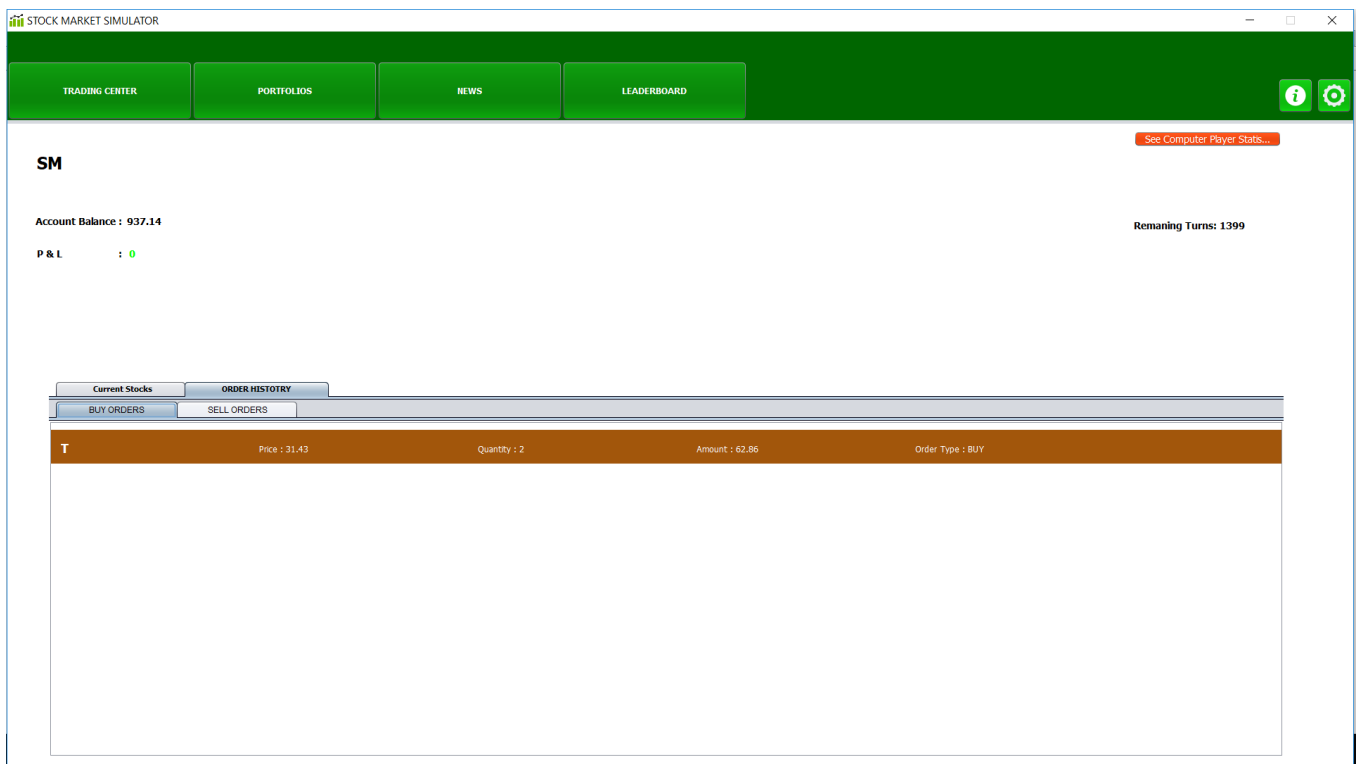 STOCK MARKET SIMULATOR
TRADING CENTER PORTFOLIOS NEWS LEADERBOARD
See Computer Player Statis...
SM
Account Balance : 937.14
Remaning Turns: 1399
P & L : 0
Current Stocks ORDER HISTOTRY
BUY ORDERS SELL ORDERS
T Price : 31.43 Quantity : 2 Amount : 62.86 Order Type : BUY